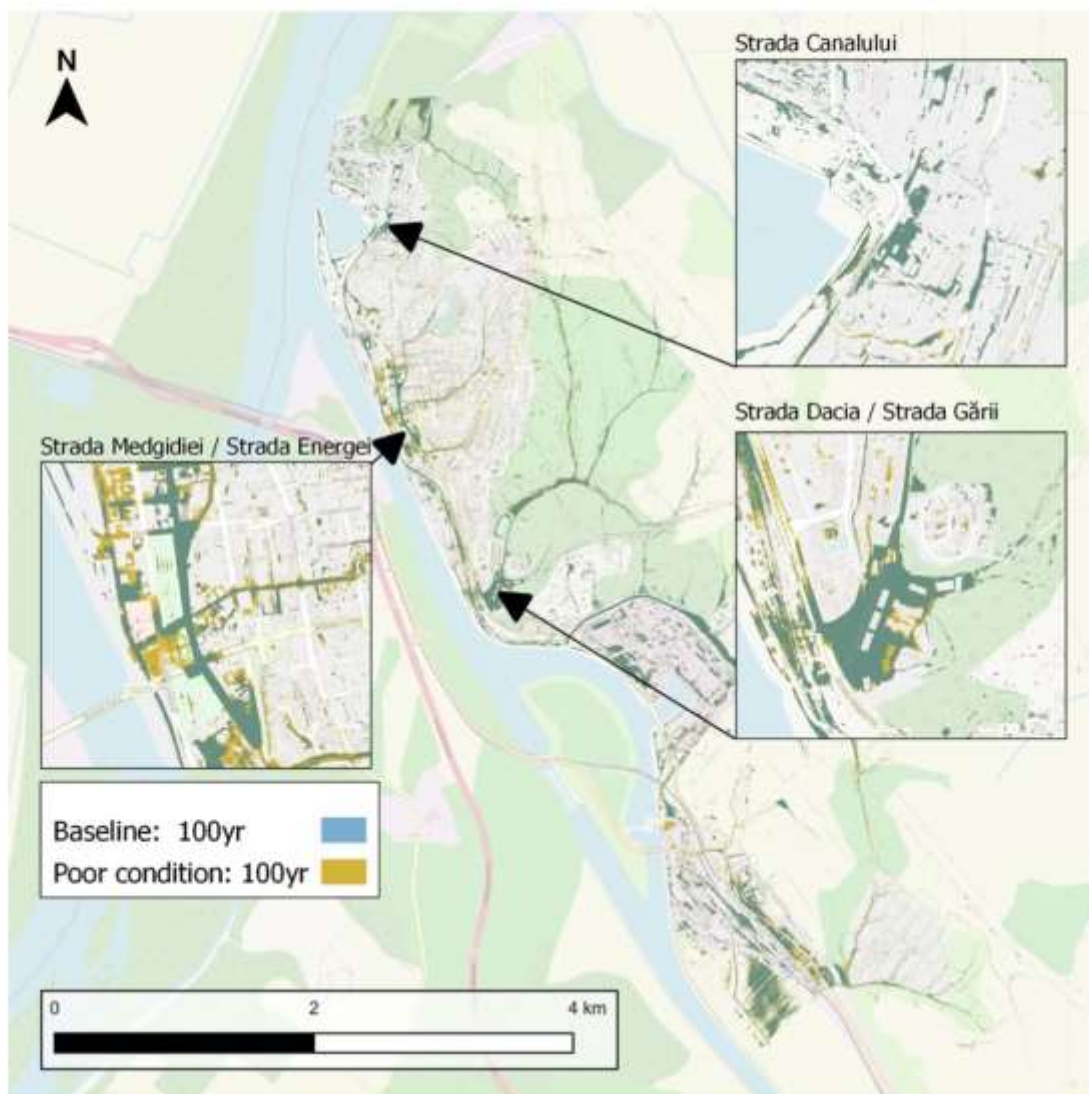 N
Strada Canalului
Strada Dacia / Strada Gării
Strada Medgidiei / Strada Energei
Baseline: 100yr
Poor condition: 100yr
0 2 4 km